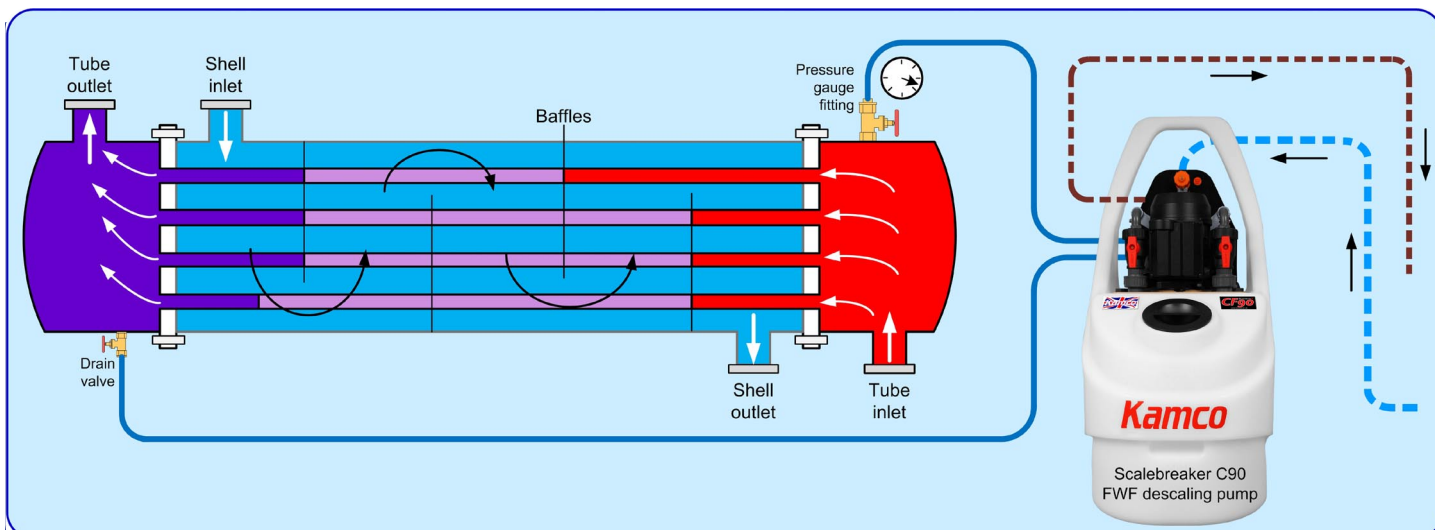 Tube
outlet
Shell
inlet
Baffles
Pressure
gauge
fitting
Drain
valve
Shell
outlet
Tube
inlet
Kamco
CF90
Kamco
Scalebreaker C90
FWF descaling pump